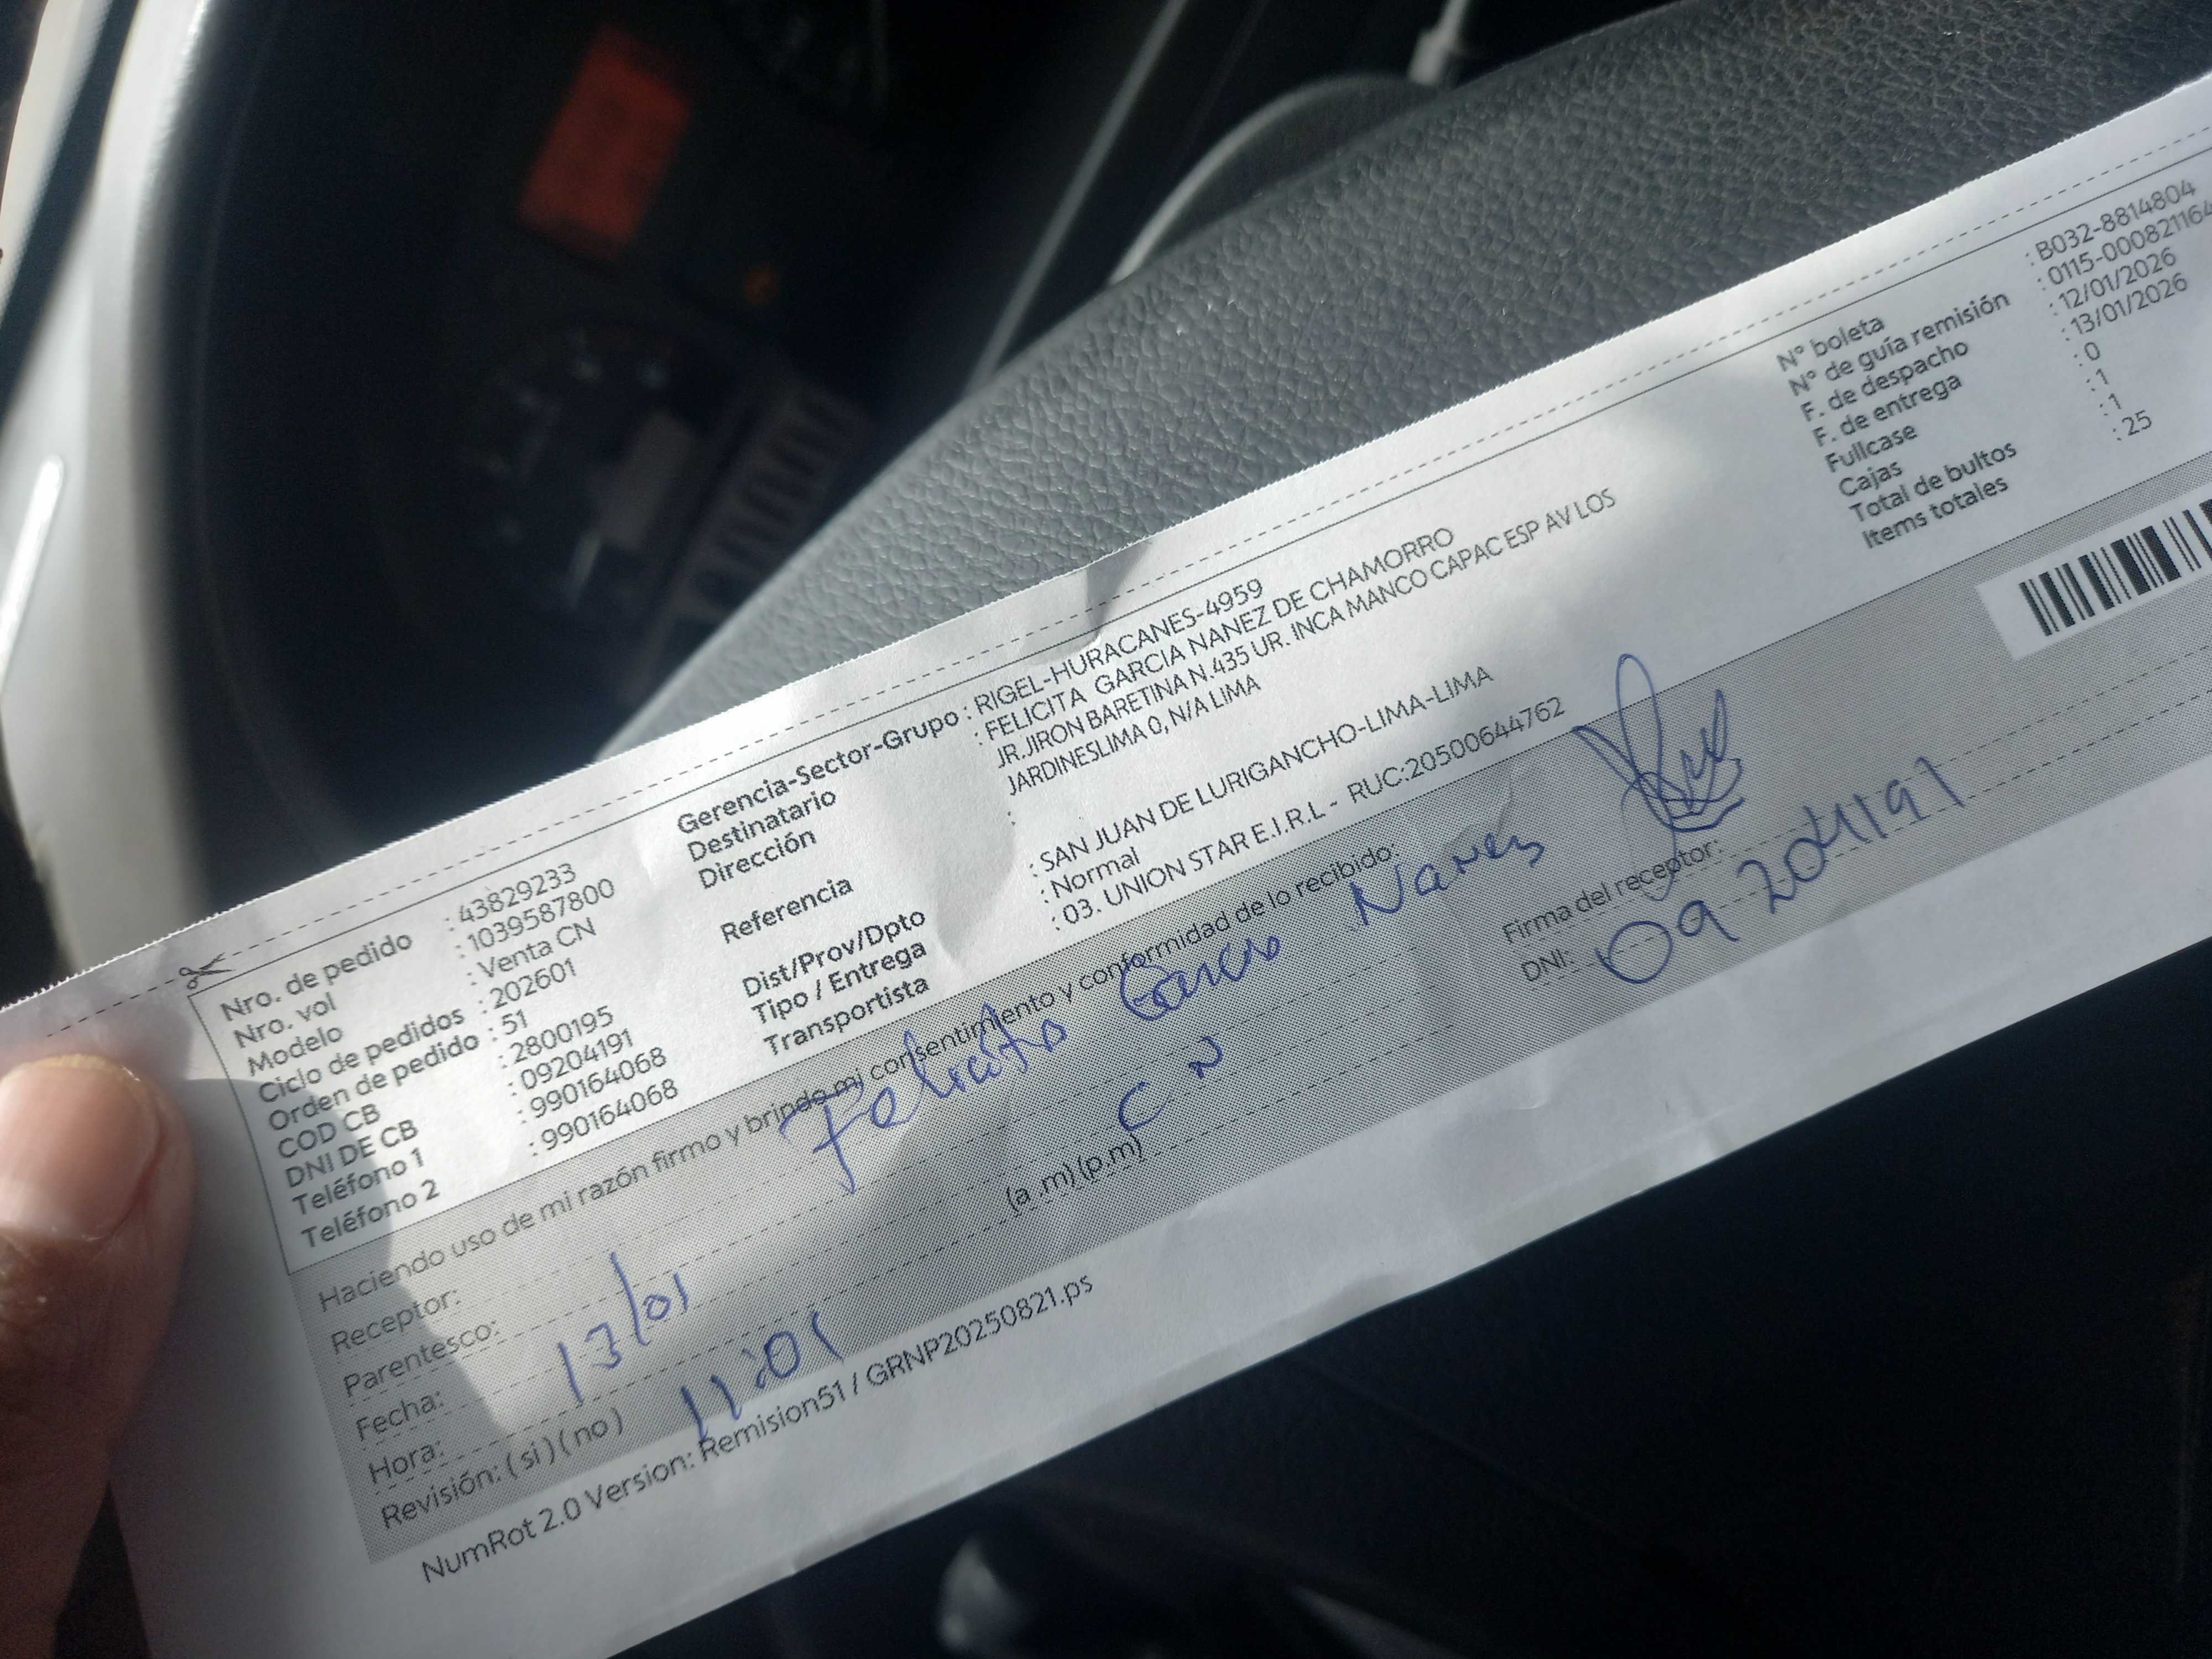 Nro. de pedido : 43829233
Nro. vol : 1039587800
Modelo : Venta CN
Ciclo de pedidos : 202601
Orden de pedido : 51
COD CB : 2800195
DNI DE CB : 09204191
Teléfono 1 : 990164068
Teléfono 2 : 990164068
Gerencia-Sector-Grupo : RIGEL-HURACANES-4959
Destinatario : FELICITA GARCIA NANEZ DE CHAMORRO
Dirección JR.JIRON BARETINA N.435 UR. INCA MANCO CAPAC ESP AV LOS
JARDINESLIMA 0, N/A LIMA
Referencia :
Dist/Prov/Dpto : SAN JUAN DE LURIGANCHO-LIMA-LIMA
Tipo / Entrega : Normal
Transportista : 03. UNION STAR E.I.R.L - RUC:20500644762
N° boleta : B032-8814804
N° de guía remisión : 0115-00082116
F. de despacho : 12/01/2026
F. de entrega : 13/01/2026
Fullcase : 0
Cajas : 1
Total de bultos : 1
Items totales : 25
Haciendo uso de mi razón firmo y brindo mi consentimiento y conformidad de lo recibido:
Receptor: Felicita Garcia Nanez
Parentesco: C N
Fecha: 13/01
Hora: 11:01 (a .m) (p.m)
Revisión: ( si ) ( no )
Firma del receptor:
DNI: 09204191
NumRot 2.0 Version: Remision51 / GRNP20250821.ps